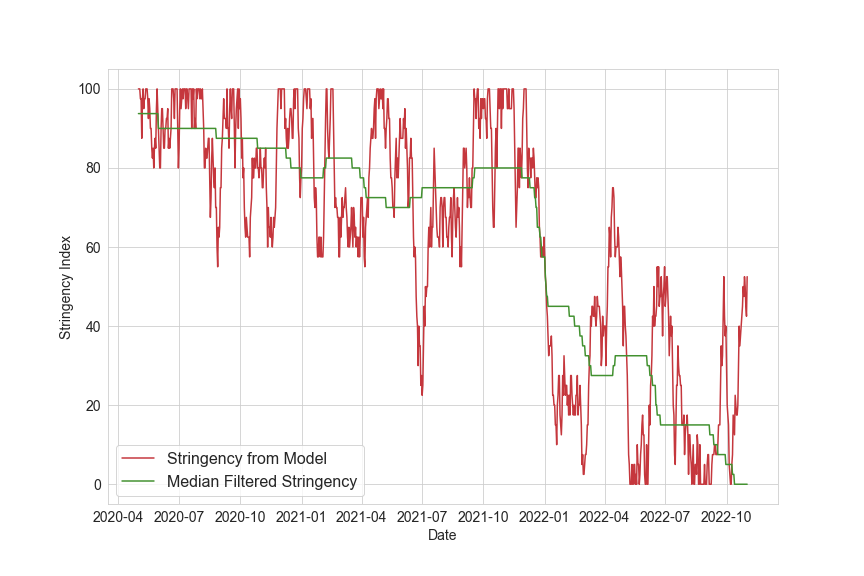 100
80
60
40
20
0
Stringency Index
Stringency from Model
Median Filtered Stringency
2020-04 2020-07 2020-10 2021-01 2021-04 2021-07 2021-10 2022-01 2022-04 2022-07 2022-10
Date